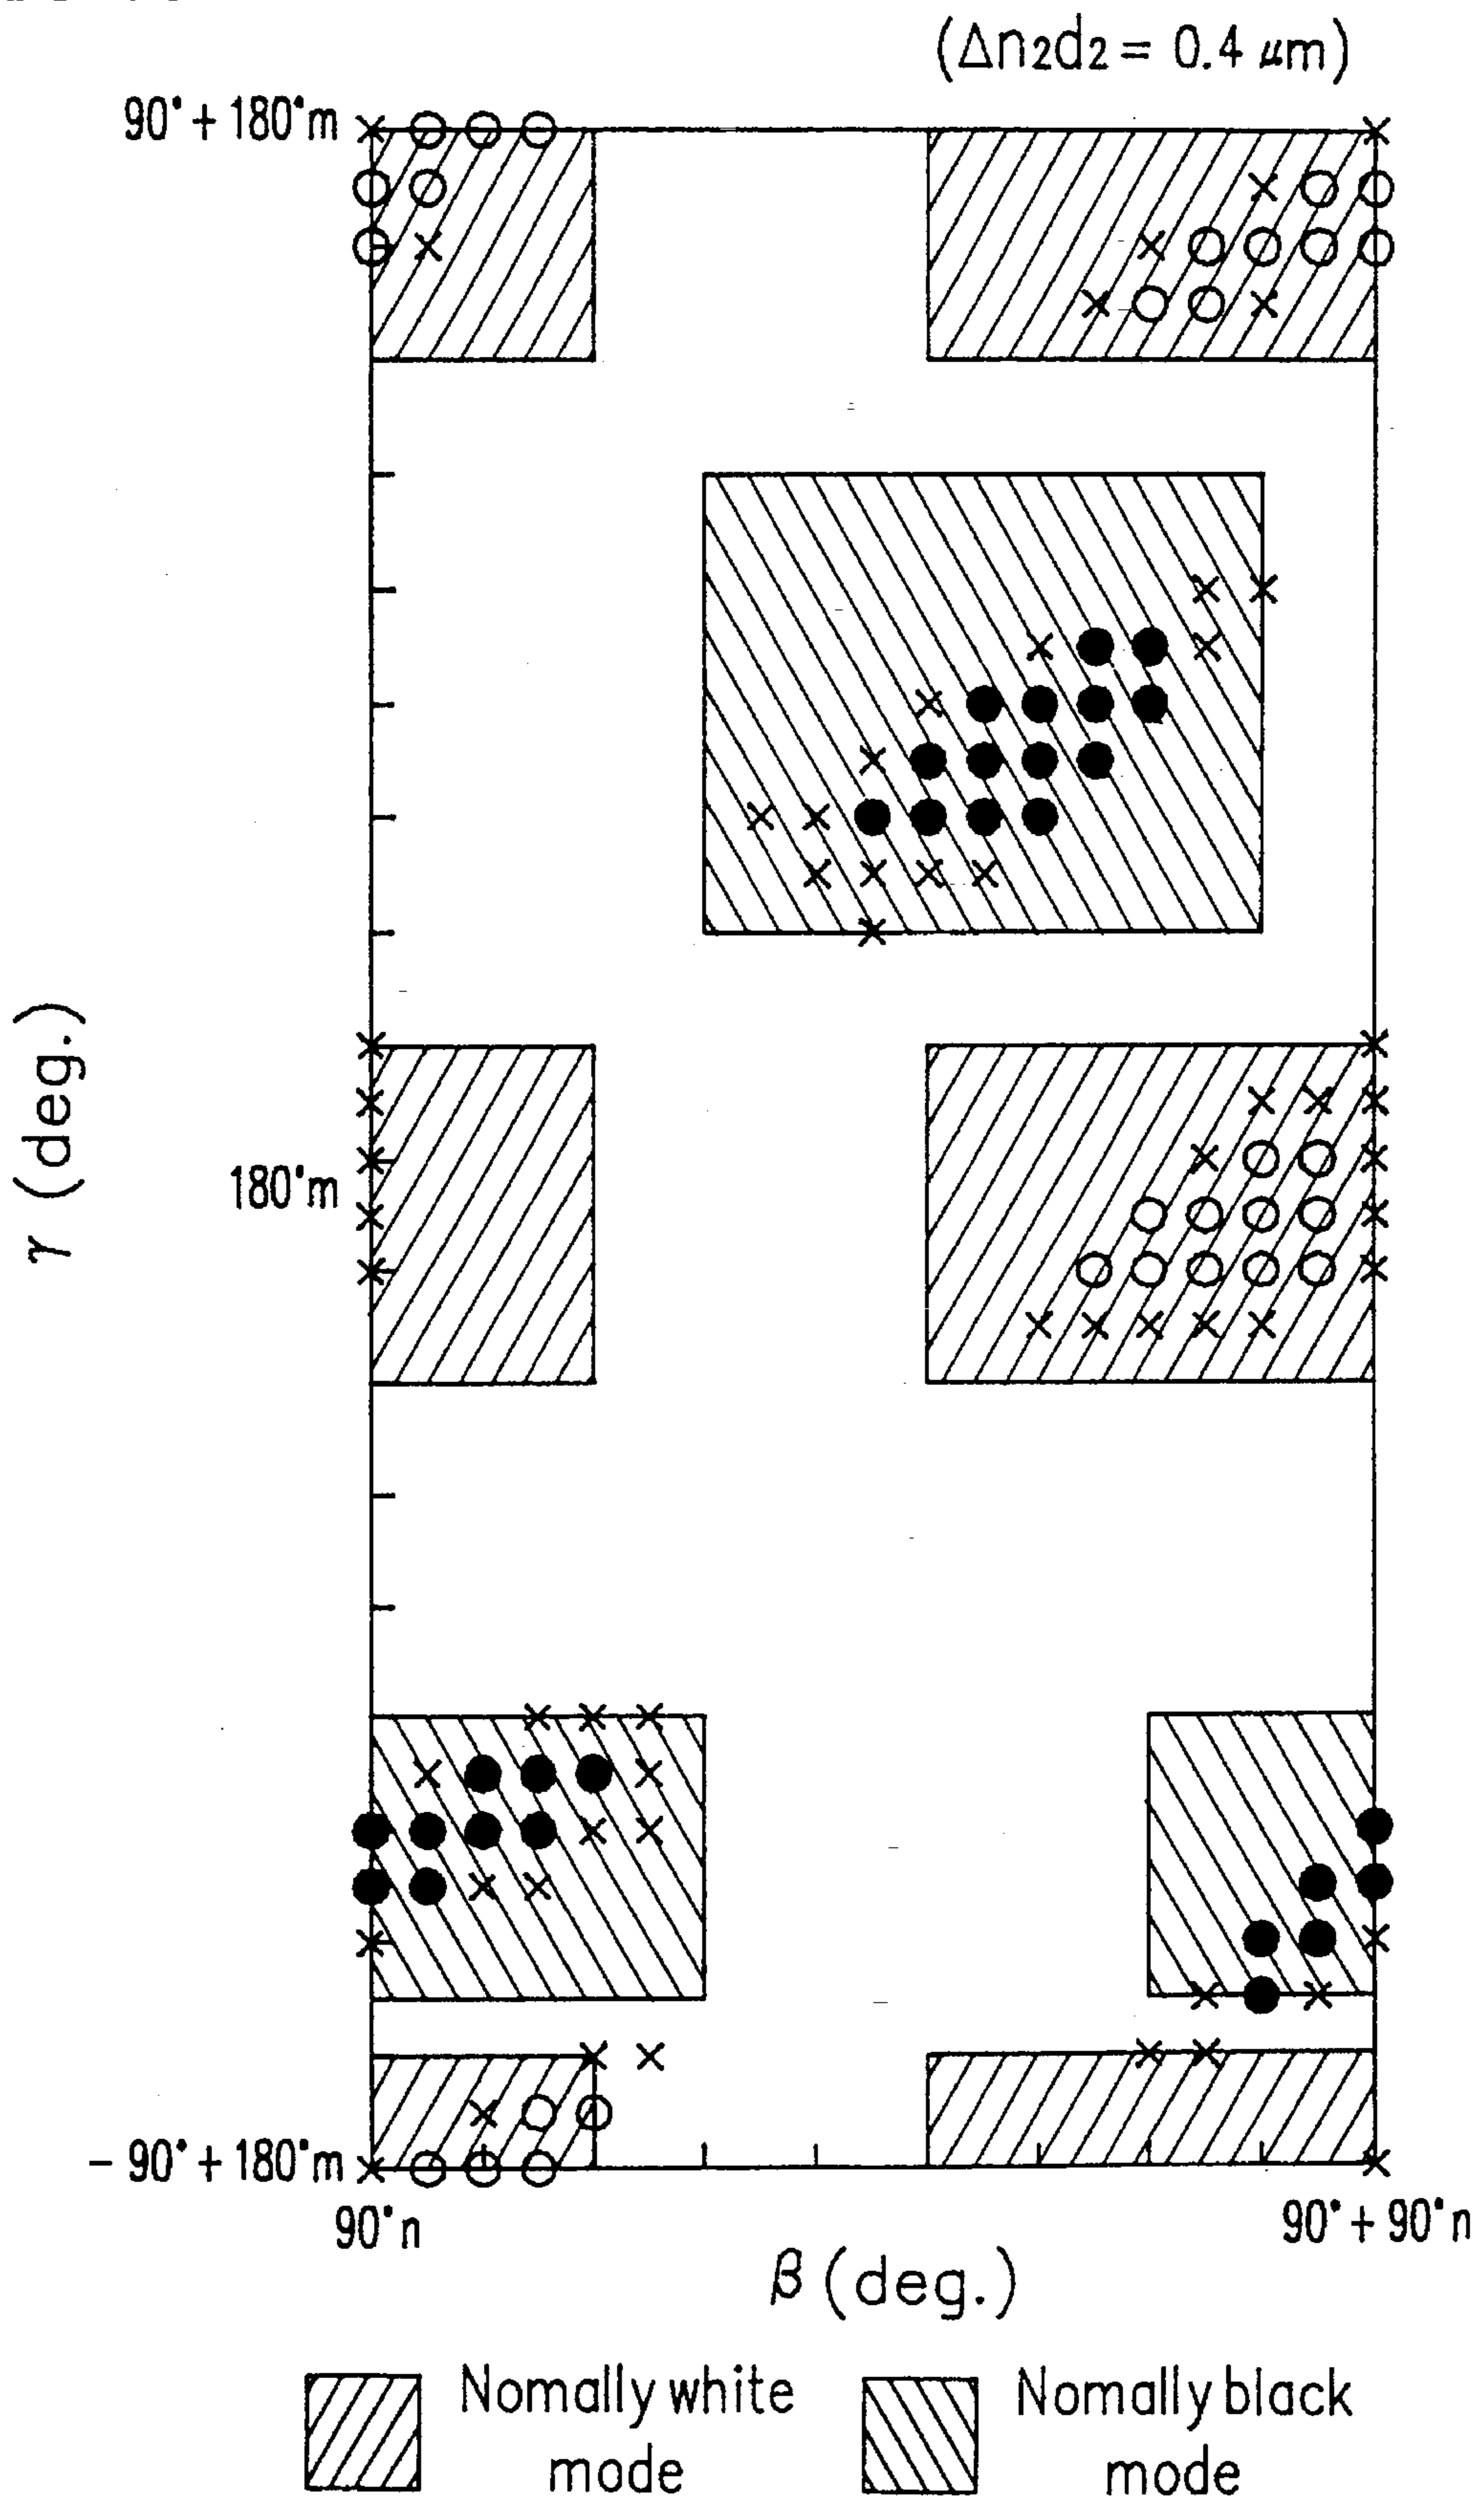 (Δn2d2 = 0.4 μm)
90°+180°m
γ (deg.)
180°m
-90°+180°m
90°n
90°+90°n
β (deg.)
Nomally white mode
Nomally black mode